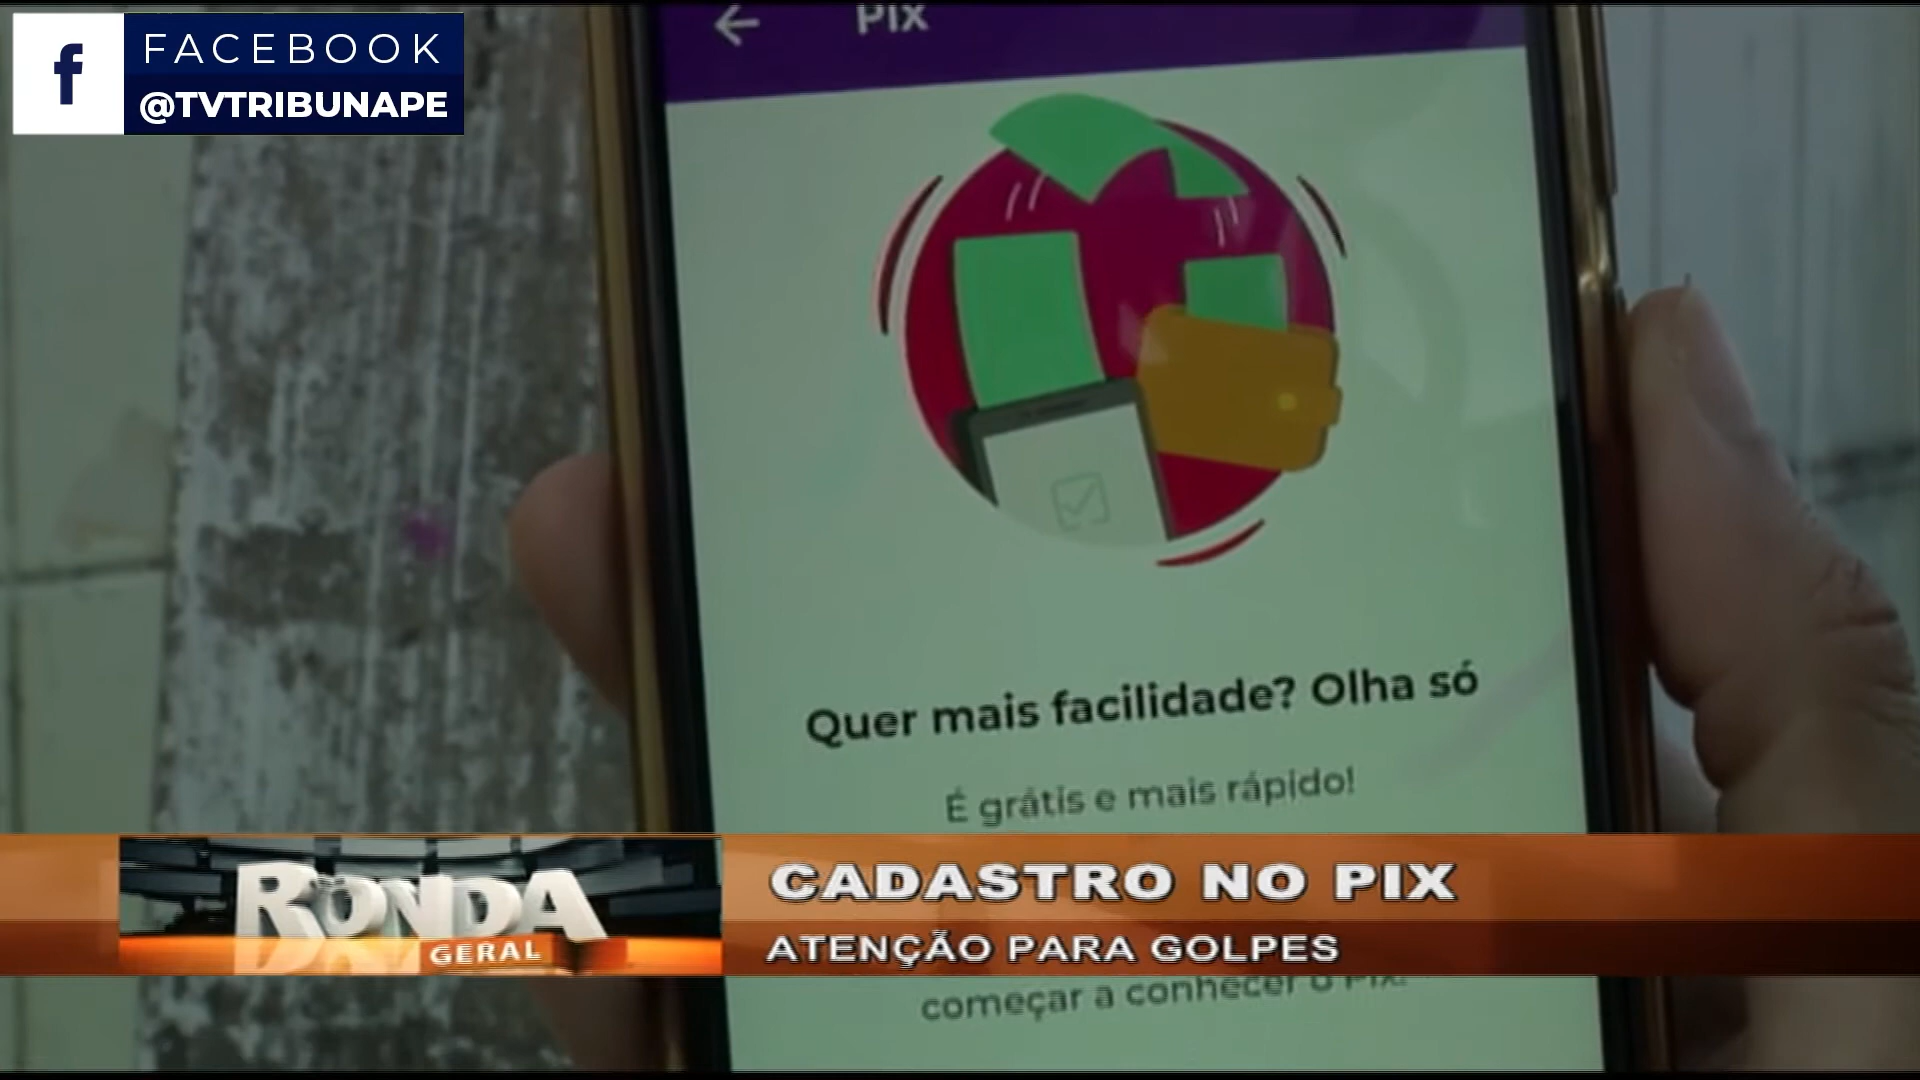 f
FACEBOOK
@TVTRIBUNAPE
Pix
Quer mais facilidade? Olha só
É grátis e mais rápido!
RONDA
GERAL
CADASTRO NO PIX
ATENÇÃO PARA GOLPES
começar a conhecer o Pix!